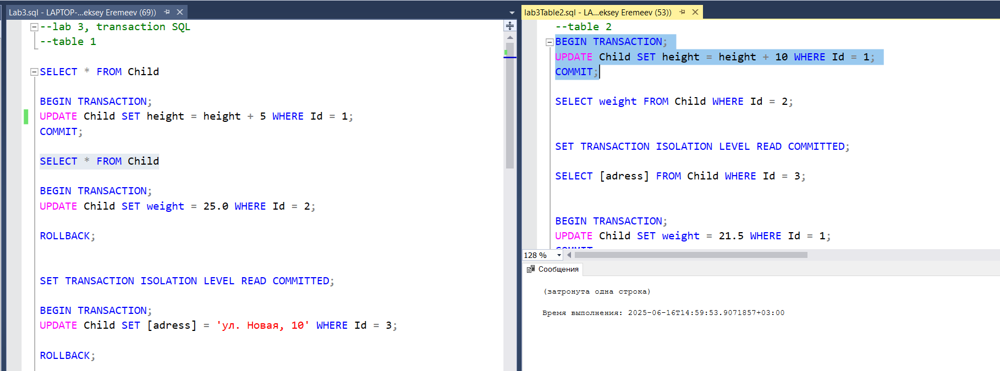 Lab3.sql - LAPTOP-...eksey Eremeev (69))
--lab 3, transaction SQL
--table 1
SELECT * FROM Child
BEGIN TRANSACTION;
UPDATE Child SET height = height + 5 WHERE Id = 1;
COMMIT;
SELECT * FROM Child
BEGIN TRANSACTION;
UPDATE Child SET weight = 25.0 WHERE Id = 2;
ROLLBACK;
SET TRANSACTION ISOLATION LEVEL READ COMMITTED;
BEGIN TRANSACTION;
UPDATE Child SET [adress] = 'ул. Новая, 10' WHERE Id = 3;
ROLLBACK;
lab3Table2.sql - LA...eksey Eremeev (53))
--table 2
BEGIN TRANSACTION;
UPDATE Child SET height = height + 10 WHERE Id = 1;
COMMIT;
SELECT weight FROM Child WHERE Id = 2;
SET TRANSACTION ISOLATION LEVEL READ COMMITTED;
SELECT [adress] FROM Child WHERE Id = 3;
BEGIN TRANSACTION;
UPDATE Child SET weight = 21.5 WHERE Id = 1;
128 %
Сообщения
(затронута одна строка)
Время выполнения: 2025-06-16T14:59:53.9071857+03:00